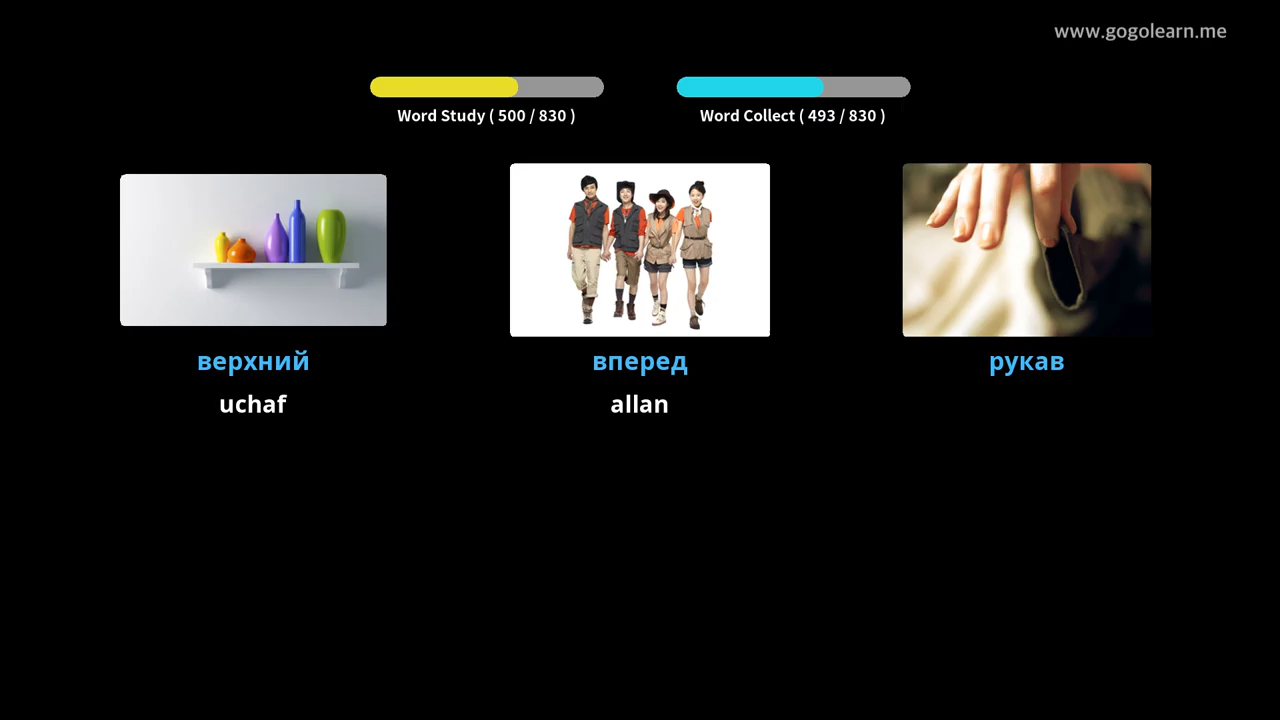 www.gogolearn.me
Word Study ( 500 / 830 )
Word Collect ( 493 / 830 )
верхний
вперед
рукав
uchaf
allan